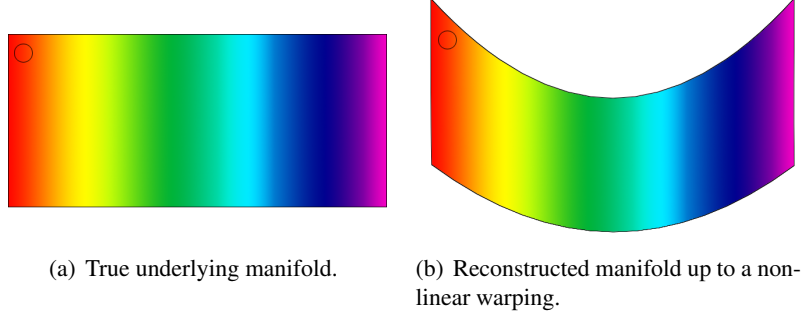 (a) True underlying manifold.
(b) Reconstructed manifold up to a non-
linear warping.